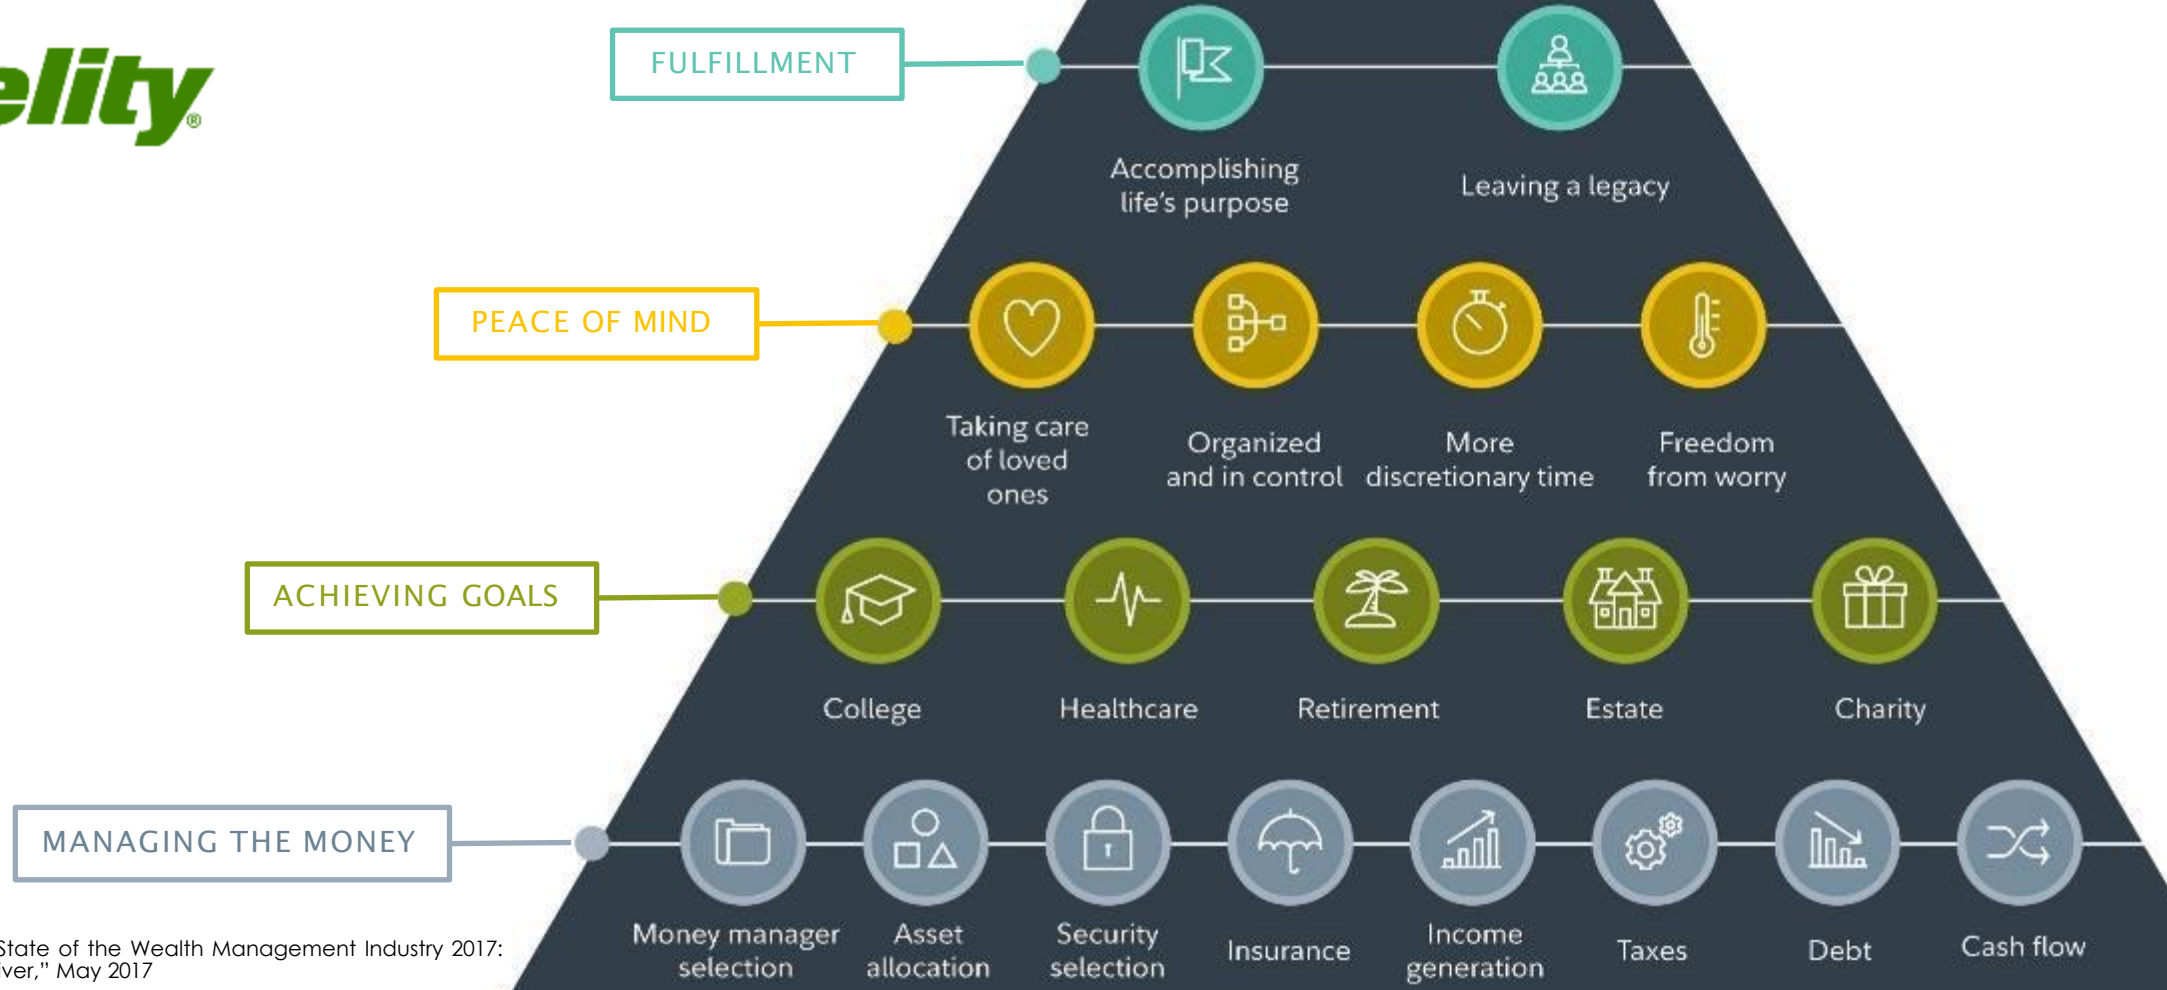 elity®
FULFILLMENT
Accomplishing
life's purpose
Leaving a legacy
PEACE OF MIND
Taking care
of loved
ones
Organized
and in control
More
discretionary time
Freedom
from worry
ACHIEVING GOALS
College
Healthcare
Retirement
Estate
Charity
MANAGING THE MONEY
Money manager
selection
Asset
allocation
Security
selection
Insurance
Income
generation
Taxes
Debt
Cash flow
State of the Wealth Management Industry 2017:
iver,” May 2017